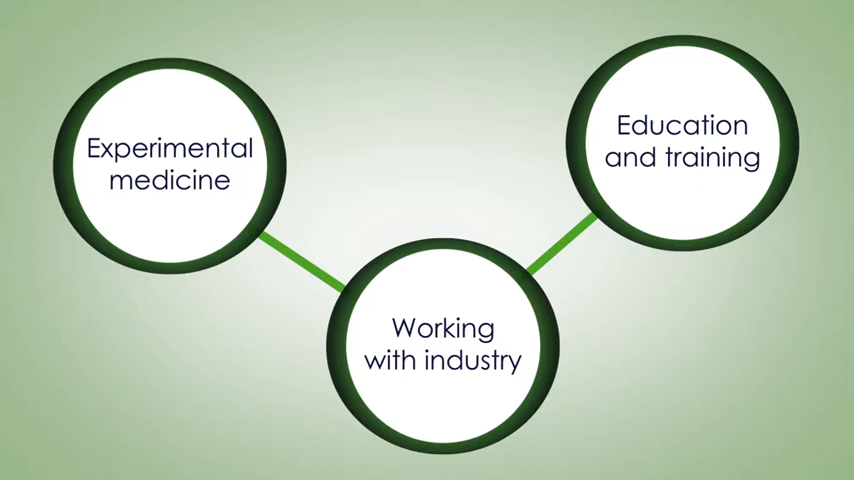 Experimental
medicine
Education
and training
Working
with industry